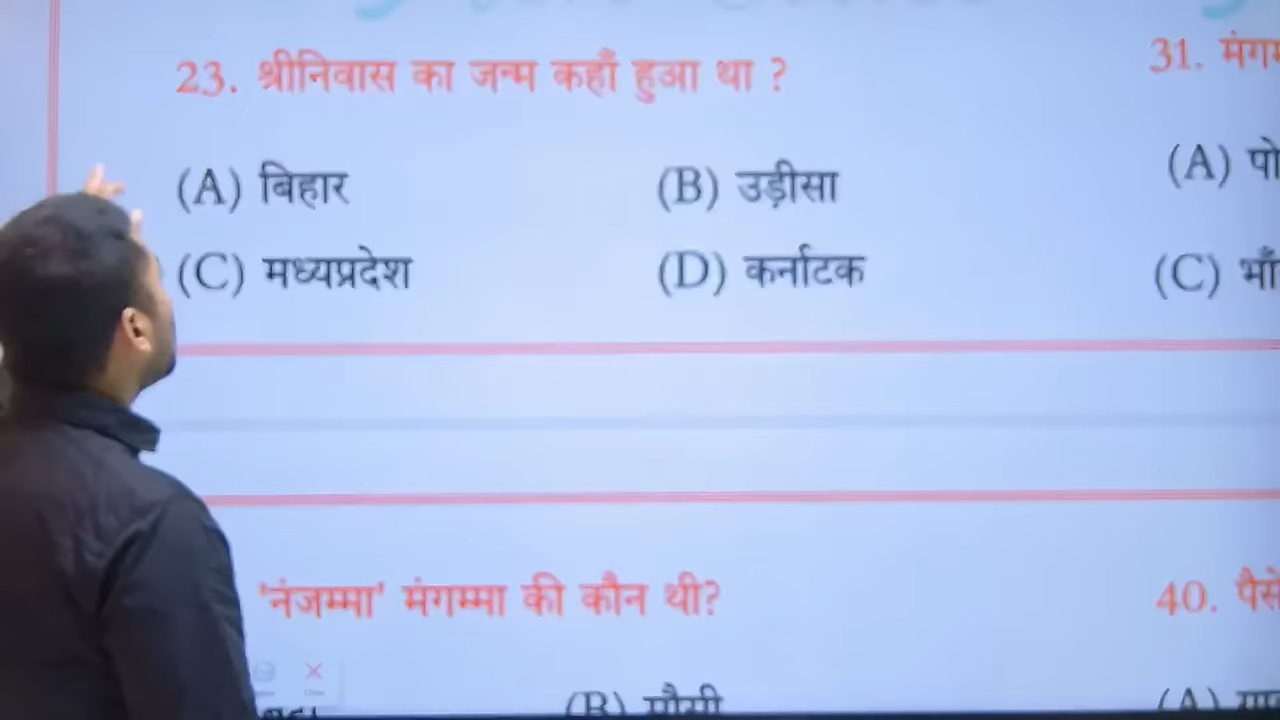 23. श्रीनिवास का जन्म कहाँ हुआ था ?
(A) बिहार (B) उड़ीसा
(C) मध्यप्रदेश (D) कर्नाटक
'नंजम्मा' मंगम्मा की कौन थी?
(B) मौसी
31.
(A)
(C)
40.
(A)